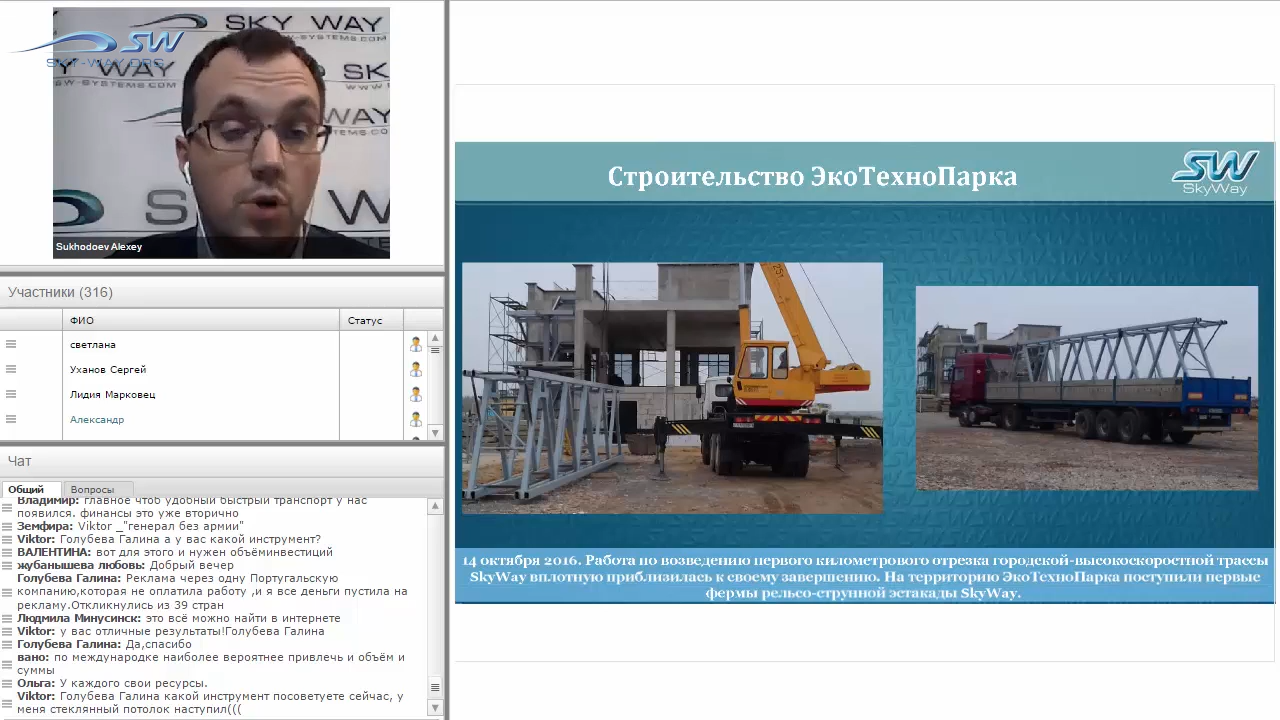 SKY WAY
SW
SKY-WAY.ORG
WAY
SW-SYSTEMS.COM
SKY
WAY
Sukhodoev Alexey
Участники (316)
ФИО
Статус
светлана
Уханов Сергей
Лидия Марковец
Александр
Чат
Общий
Вопросы
Владимир: главное чтоб удобный быстрый транспорт у нас
появился. финансы это уже вторично
Земфира: Viktor _"генерал без армии"
Viktor: Голубева Галина а у вас какой инструмент?
ВАЛЕНТИНА: вот для этого и нужен объёминвестиций
жубанышева любовь: Добрый вечер
Голубева Галина: Реклама через одну Португальскую
компанию,которая не оплатила работу ,и я все деньги пустила на
рекламу.Откликнулись из 39 стран
Людмила Минусинск: это всё можно найти в интернете
Viktor: у вас отличные результаты!Голубева Галина
Голубева Галина: Да,спасибо
вано: по международке наиболее вероятнее привлечь и объём и
суммы
Ольга: У каждого свои ресурсы.
Viktor: Голубева Галина какой инструмент посоветуете сейчас, у
меня стеклянный потолок наступил(((
Строительство ЭкоТехноПарка
SW
SkyWay
14 октября 2016. Работа по возведению первого километрового отрезка городской-высокоскоростной трассы
SkyWay вплотную приблизилась к своему завершению. На территорию ЭкоТехноПарка поступили первые
фермы рельсо-струнной эстакады SkyWay.